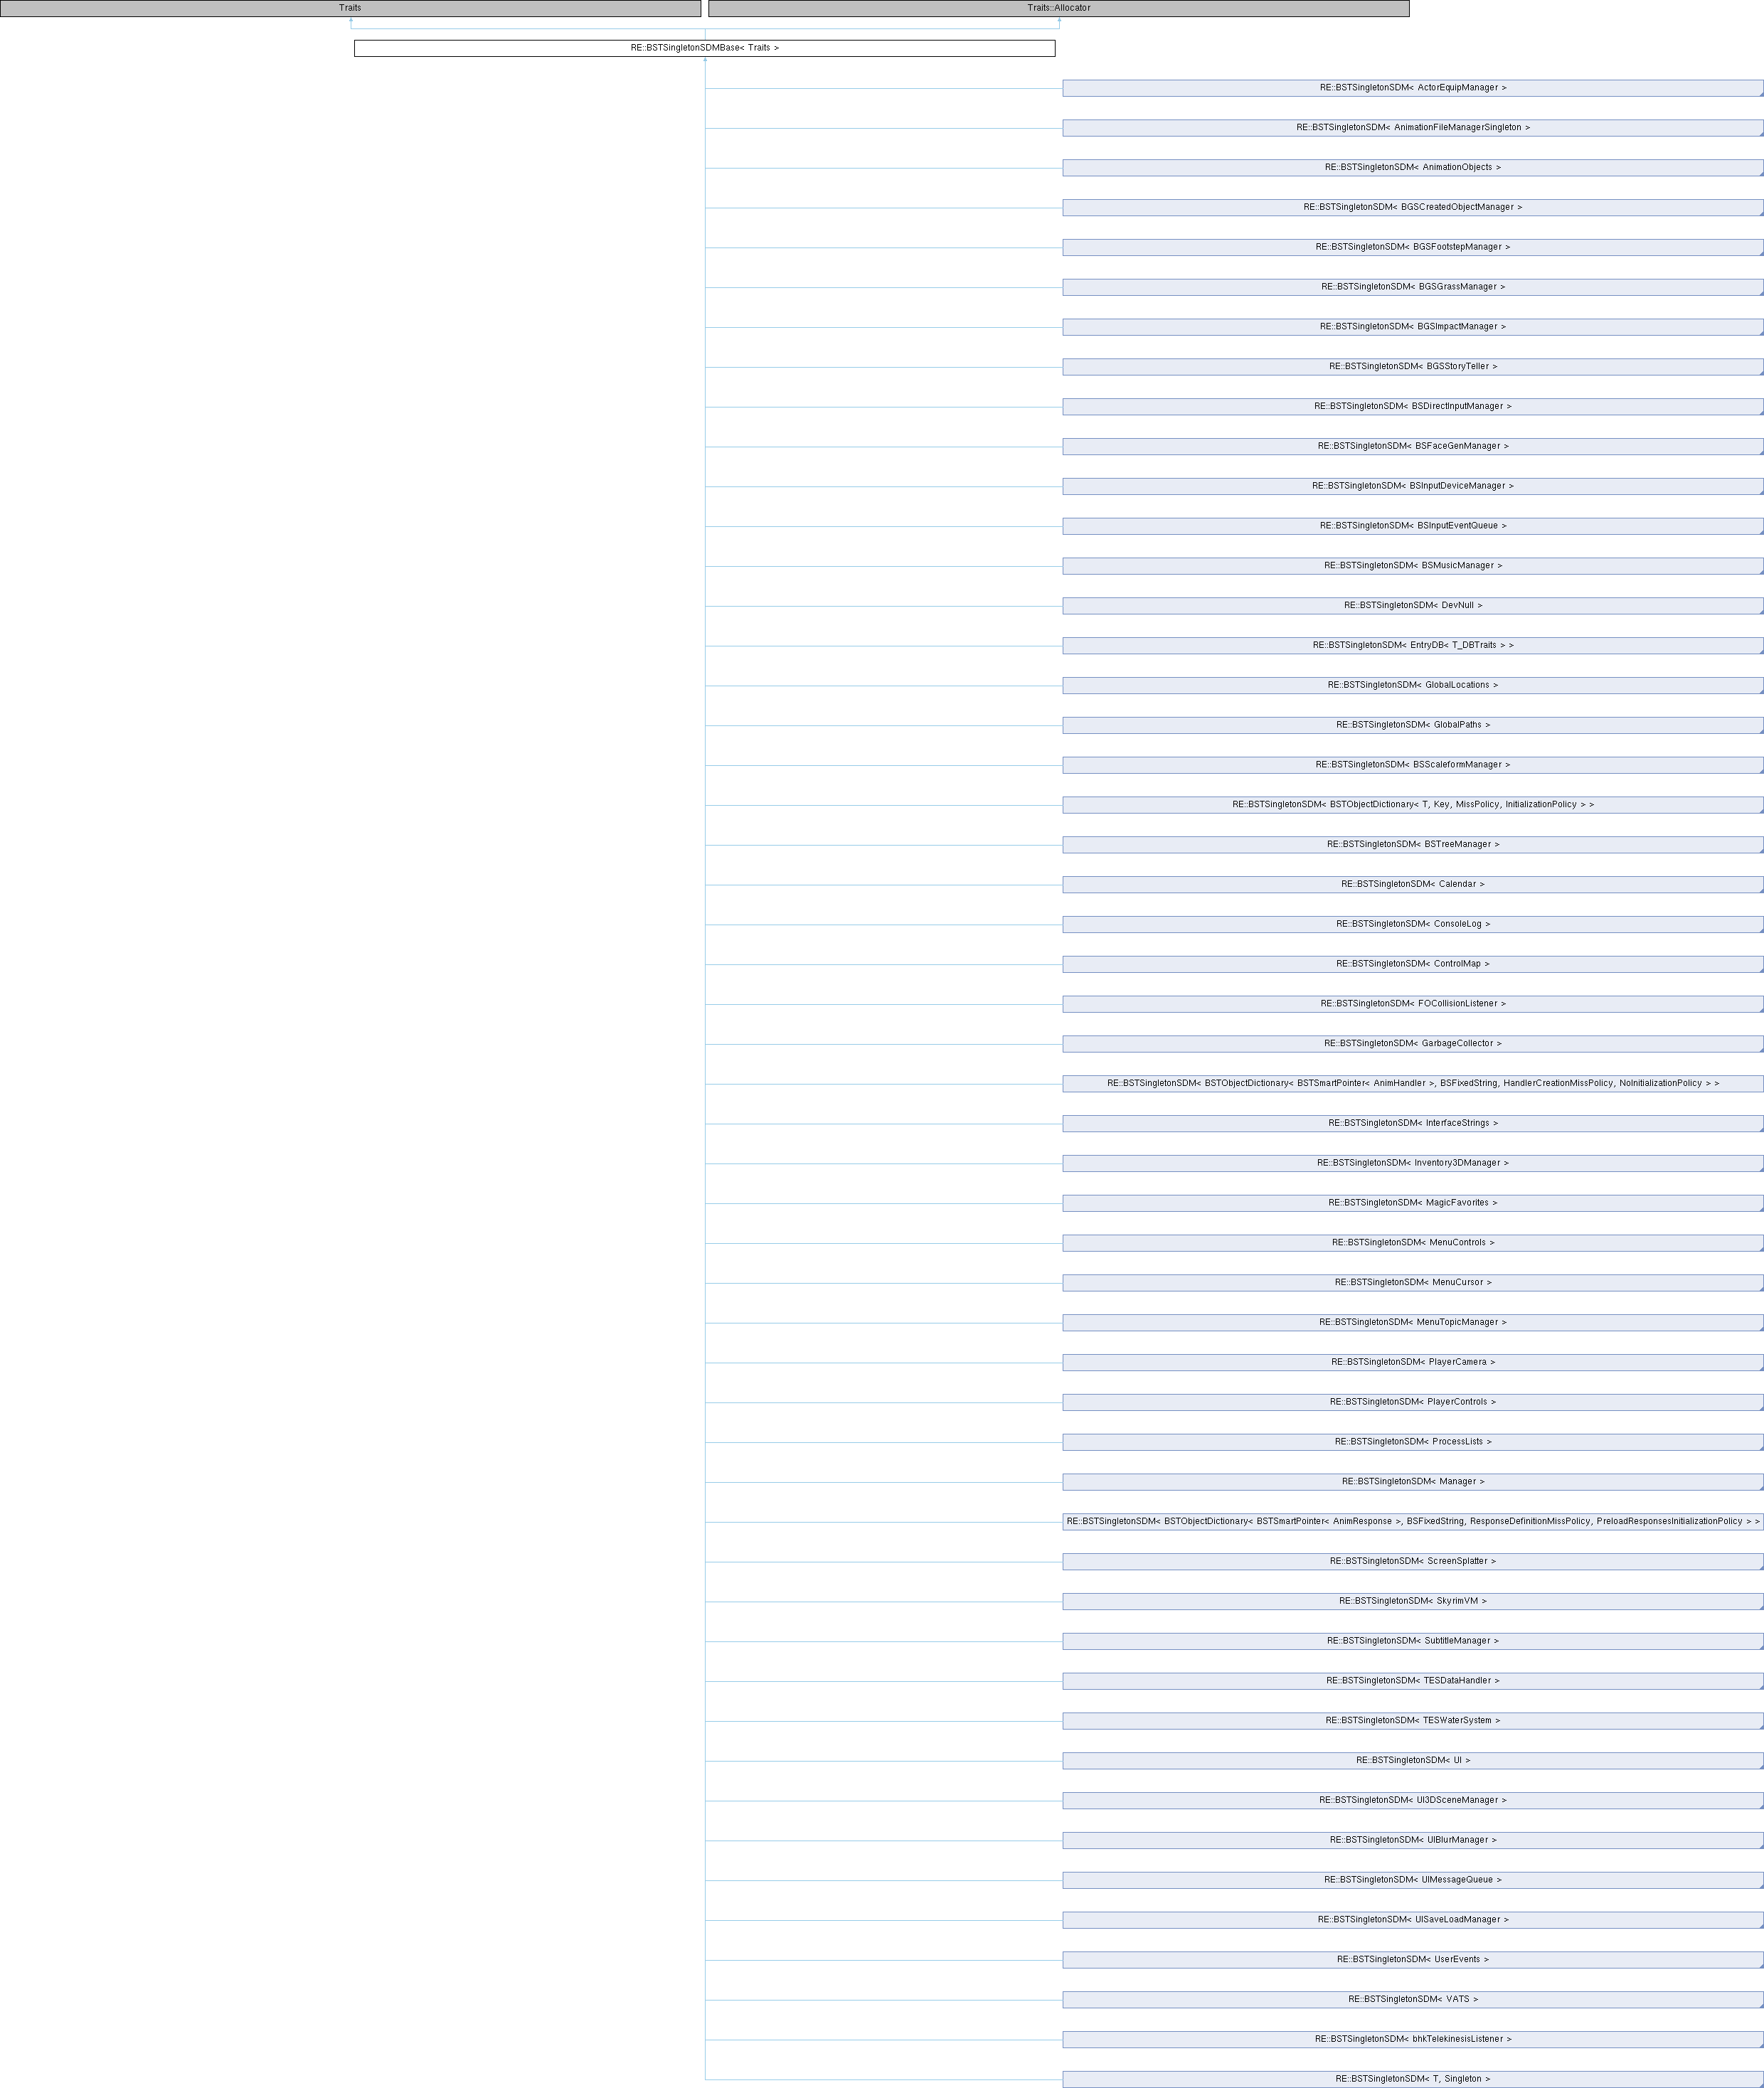 Traits
Traits::Allocator
RE::BSTSingletonSDMBase< Traits >
RE::BSTSingletonSDM< ActorEquipManager >
RE::BSTSingletonSDM< AnimationFileManagerSingleton >
RE::BSTSingletonSDM< AnimationObjects >
RE::BSTSingletonSDM< BGSCreatedObjectManager >
RE::BSTSingletonSDM< BGSFootstepManager >
RE::BSTSingletonSDM< BGSGrassManager >
RE::BSTSingletonSDM< BGSImpactManager >
RE::BSTSingletonSDM< BGSStoryTeller >
RE::BSTSingletonSDM< BSDirectInputManager >
RE::BSTSingletonSDM< BSFaceGenManager >
RE::BSTSingletonSDM< BSInputDeviceManager >
RE::BSTSingletonSDM< BSInputEventQueue >
RE::BSTSingletonSDM< BSMusicManager >
RE::BSTSingletonSDM< DevNull >
RE::BSTSingletonSDM< EntryDB< T_DBTraits > >
RE::BSTSingletonSDM< GlobalLocations >
RE::BSTSingletonSDM< GlobalPaths >
RE::BSTSingletonSDM< BSScaleformManager >
RE::BSTSingletonSDM< BSTObjectDictionary< T, Key, MissPolicy, InitializationPolicy > >
RE::BSTSingletonSDM< BSTreeManager >
RE::BSTSingletonSDM< Calendar >
RE::BSTSingletonSDM< ConsoleLog >
RE::BSTSingletonSDM< ControlMap >
RE::BSTSingletonSDM< FOCollisionListener >
RE::BSTSingletonSDM< GarbageCollector >
RE::BSTSingletonSDM< BSTObjectDictionary< BSTSmartPointer< AnimHandler >, BSFixedString, HandlerCreationMissPolicy, NoInitializationPolicy > >
RE::BSTSingletonSDM< InterfaceStrings >
RE::BSTSingletonSDM< Inventory3DManager >
RE::BSTSingletonSDM< MagicFavorites >
RE::BSTSingletonSDM< MenuControls >
RE::BSTSingletonSDM< MenuCursor >
RE::BSTSingletonSDM< MenuTopicManager >
RE::BSTSingletonSDM< PlayerCamera >
RE::BSTSingletonSDM< PlayerControls >
RE::BSTSingletonSDM< ProcessLists >
RE::BSTSingletonSDM< Manager >
RE::BSTSingletonSDM< BSTObjectDictionary< BSTSmartPointer< AnimResponse >, BSFixedString, ResponseDefinitionMissPolicy, PreloadResponsesInitializationPolicy > >
RE::BSTSingletonSDM< ScreenSplatter >
RE::BSTSingletonSDM< SkyrimVM >
RE::BSTSingletonSDM< SubtitleManager >
RE::BSTSingletonSDM< TESDataHandler >
RE::BSTSingletonSDM< TESWaterSystem >
RE::BSTSingletonSDM< UI >
RE::BSTSingletonSDM< UI3DSceneManager >
RE::BSTSingletonSDM< UIBlurManager >
RE::BSTSingletonSDM< UIMessageQueue >
RE::BSTSingletonSDM< UISaveLoadManager >
RE::BSTSingletonSDM< UserEvents >
RE::BSTSingletonSDM< VATS >
RE::BSTSingletonSDM< bhkTelekinesisListener >
RE::BSTSingletonSDM< T, Singleton >